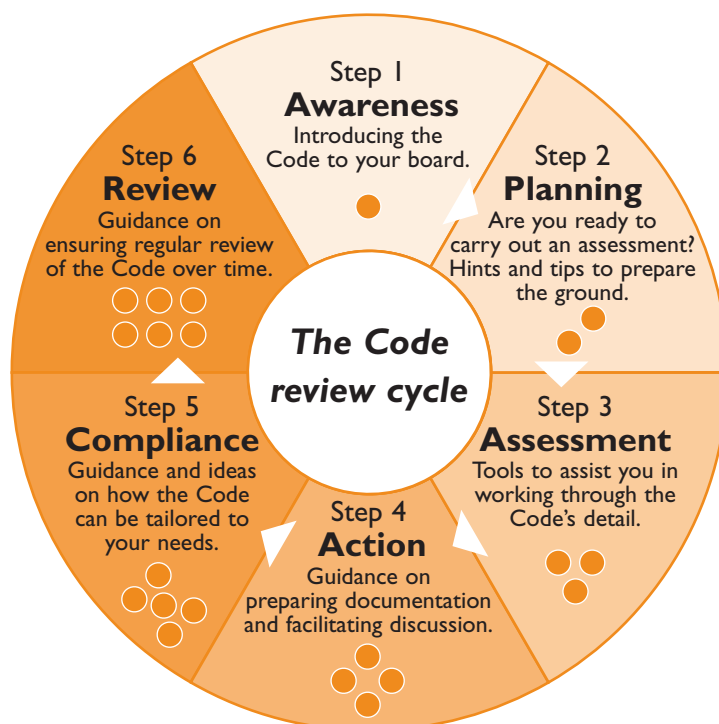 Step 1
Awareness
Introducing the
Code to your board.
Step 2
Planning
Are you ready to
carry out an assessment?
Hints and tips to prepare
the ground.
Step 3
Assessment
Tools to assist you in
working through the
Code's detail.
Step 4
Action
Guidance on
preparing documentation
and facilitating discussion.
Step 5
Compliance
Guidance and ideas
on how the Code
can be tailored to
your needs.
Step 6
Review
Guidance on
ensuring regular review
of the Code over time.
The Code
review cycle